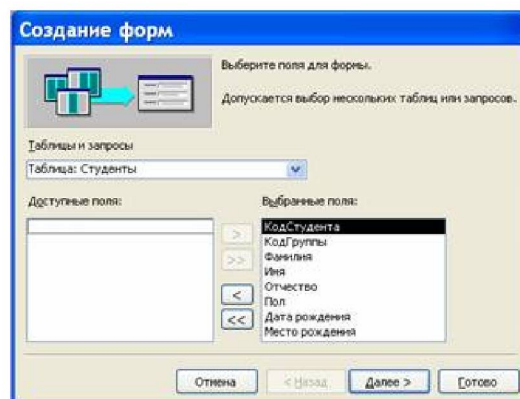 Создание форм
Выберите поля для формы.
Допускается выбор нескольких таблиц или запросов.
Таблицы и запросы
Таблица: Студенты
Доступные поля:
Выбранные поля:
>
>>
<
<<
КодСтудента
КодГруппы
Фамилия
Имя
Отчество
Пол
Дата рождения
Место рождения
Отмена
< Назад
Далее >
Готово